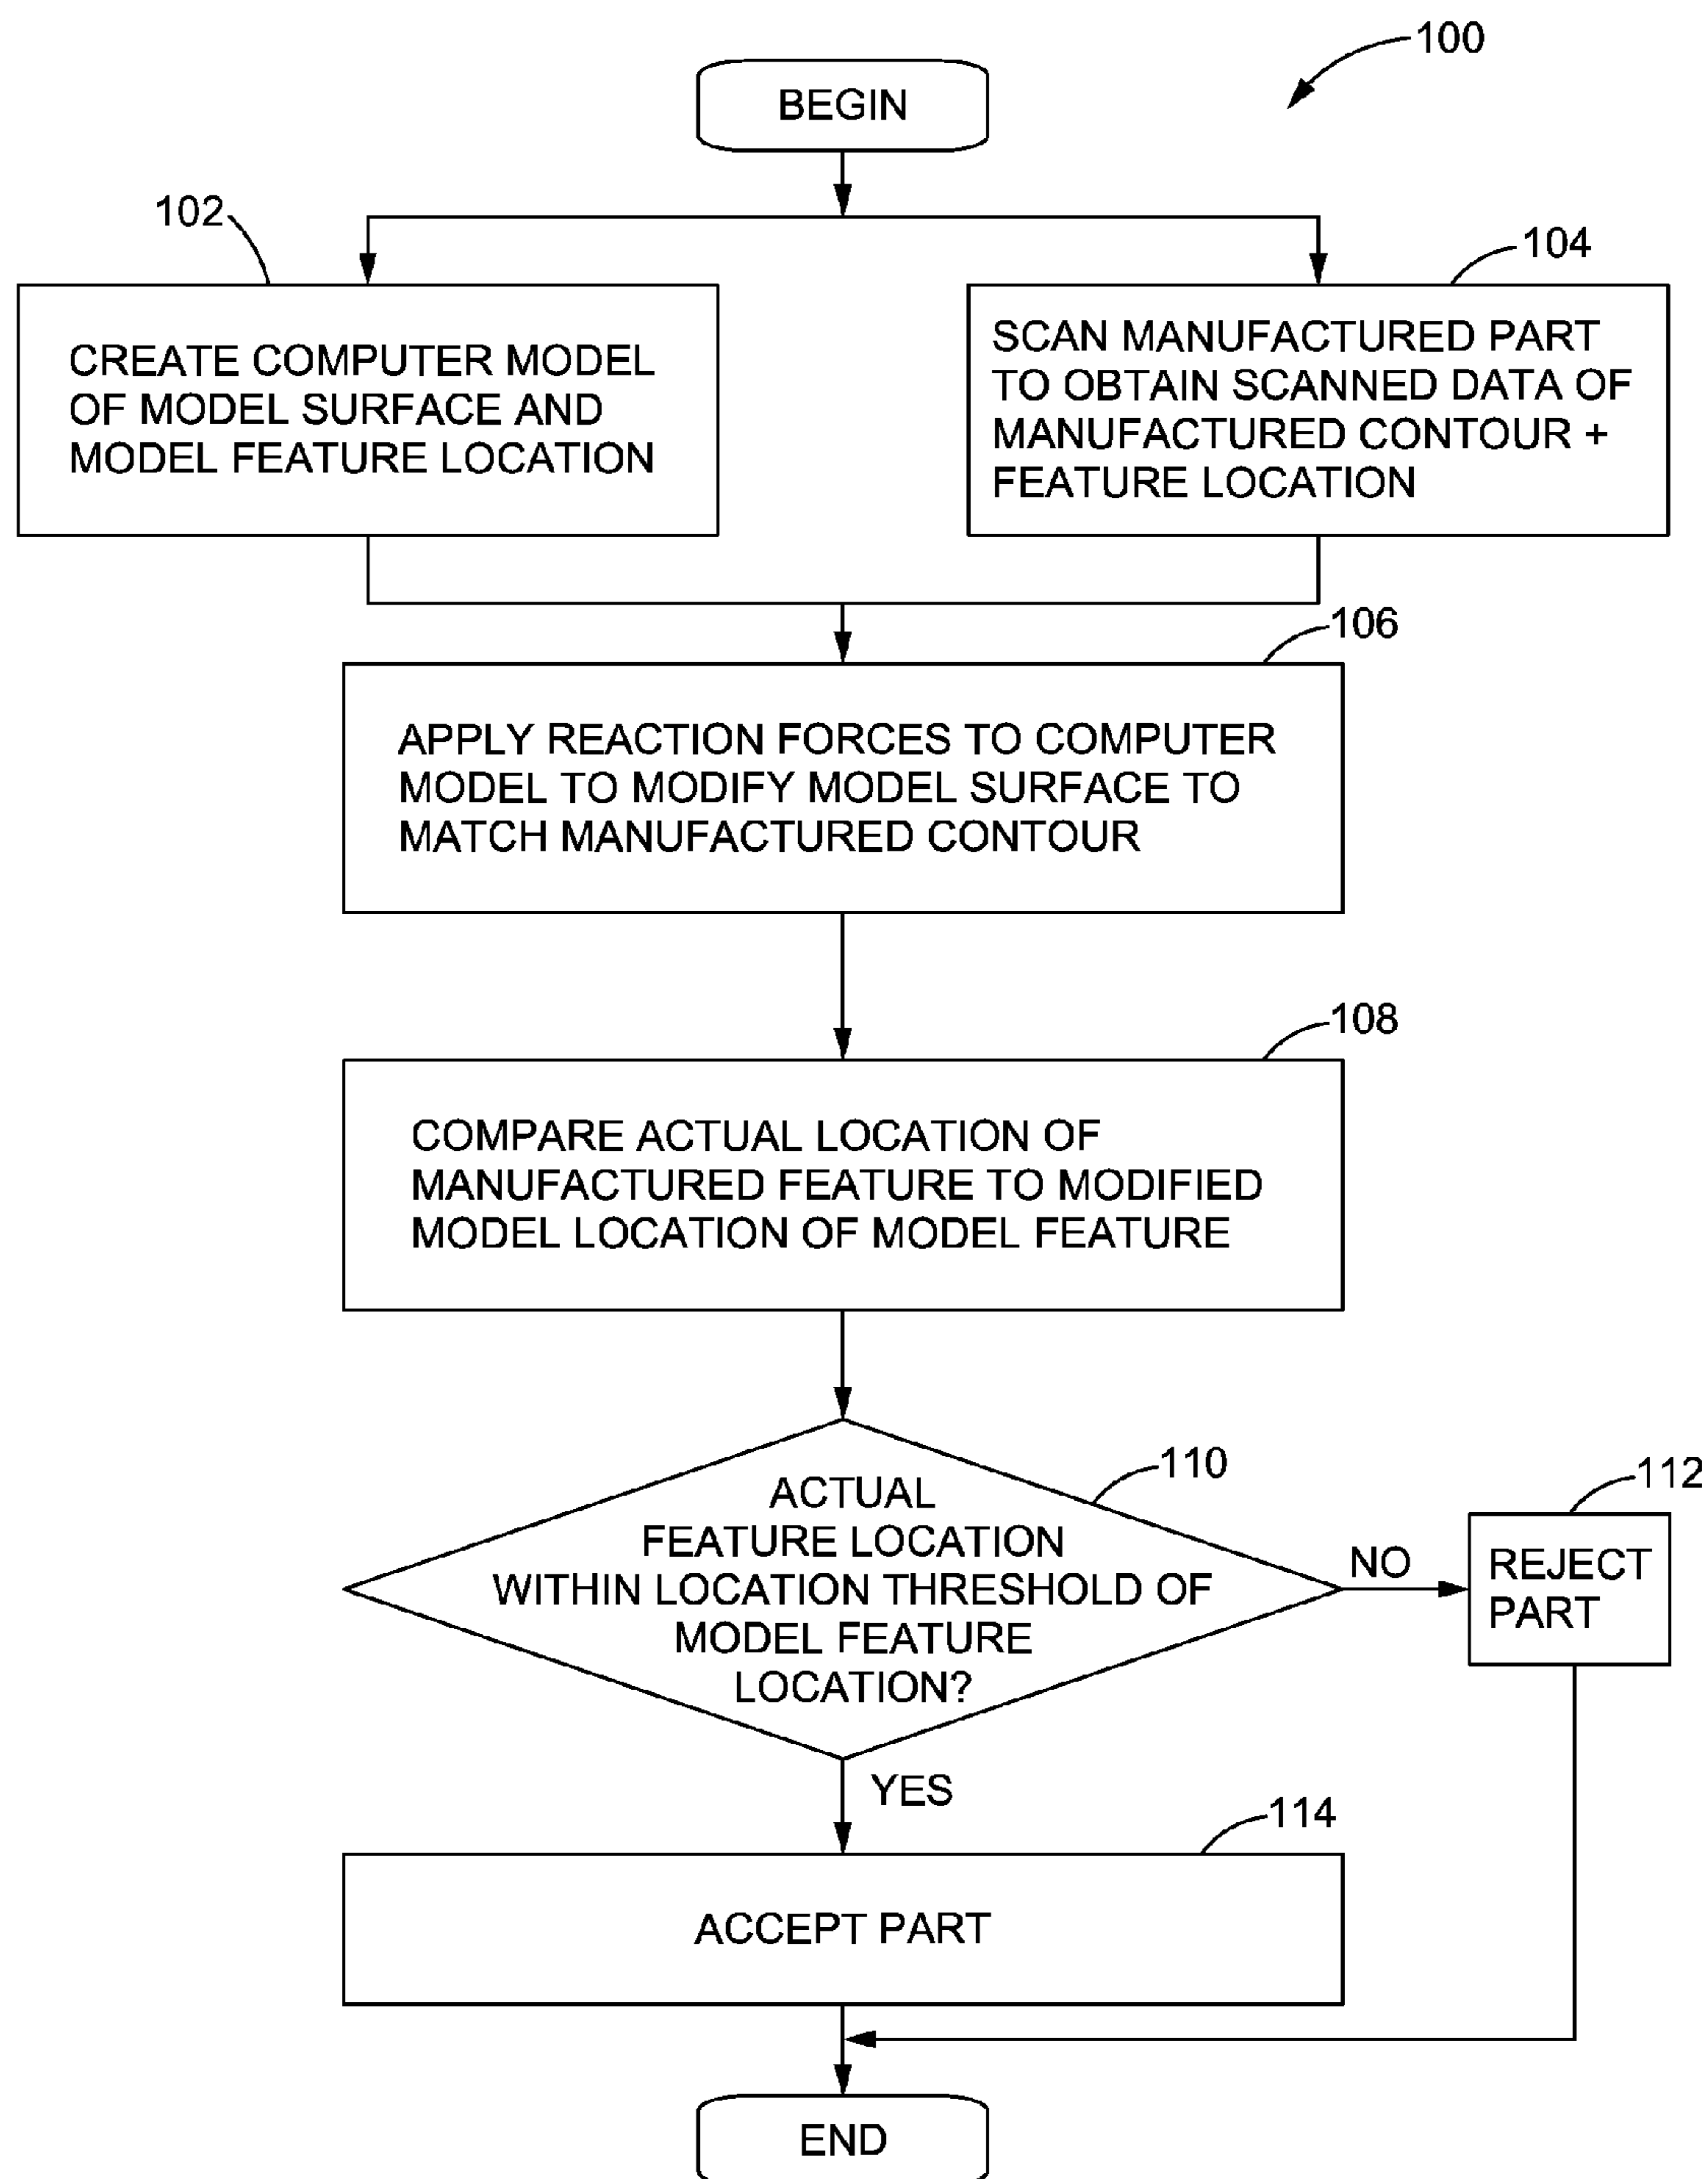 100
BEGIN
102
104
CREATE COMPUTER MODEL
OF MODEL SURFACE AND
MODEL FEATURE LOCATION
SCAN MANUFACTURED PART
TO OBTAIN SCANNED DATA OF
MANUFACTURED CONTOUR +
FEATURE LOCATION
106
APPLY REACTION FORCES TO COMPUTER
MODEL TO MODIFY MODEL SURFACE TO
MATCH MANUFACTURED CONTOUR
108
COMPARE ACTUAL LOCATION OF
MANUFACTURED FEATURE TO MODIFIED
MODEL LOCATION OF MODEL FEATURE
110
ACTUAL
FEATURE LOCATION
WITHIN LOCATION THRESHOLD OF
MODEL FEATURE
LOCATION?
NO
112
REJECT
PART
YES
114
ACCEPT PART
END